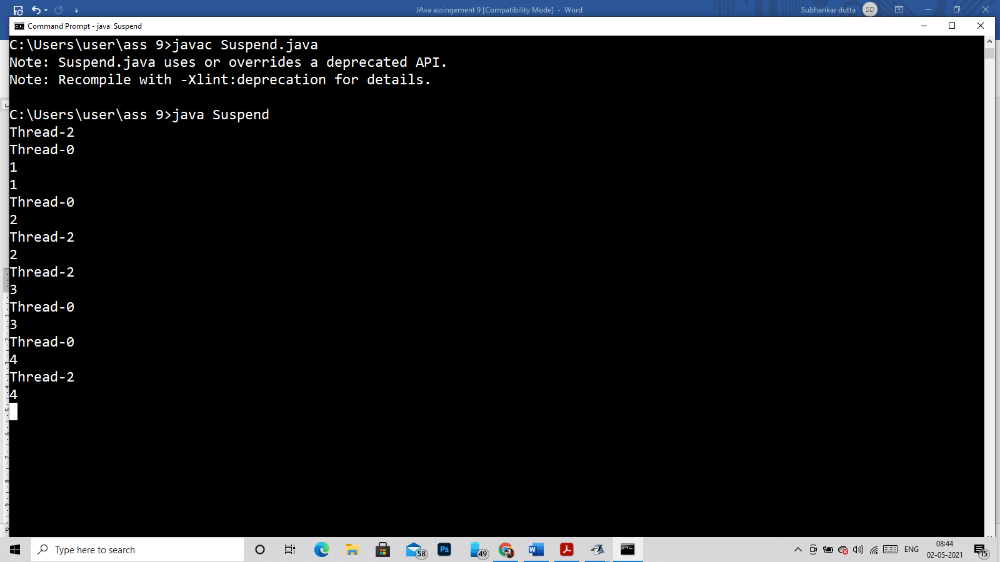 JAva assingement 9 [Compatibility Mode] - Word
Subhankar dutta
SD
Command Prompt - java Suspend
C:\Users\user\ass 9>javac Suspend.java
Note: Suspend.java uses or overrides a deprecated API.
Note: Recompile with -Xlint:deprecation for details.
C:\Users\user\ass 9>java Suspend
Thread-2
Thread-0
1
1
Thread-0
2
Thread-2
2
Thread-2
3
Thread-0
3
Thread-0
4
Thread-2
4
Type here to search
58
Ps
49
W
ENG
08:44
02-05-2021
15